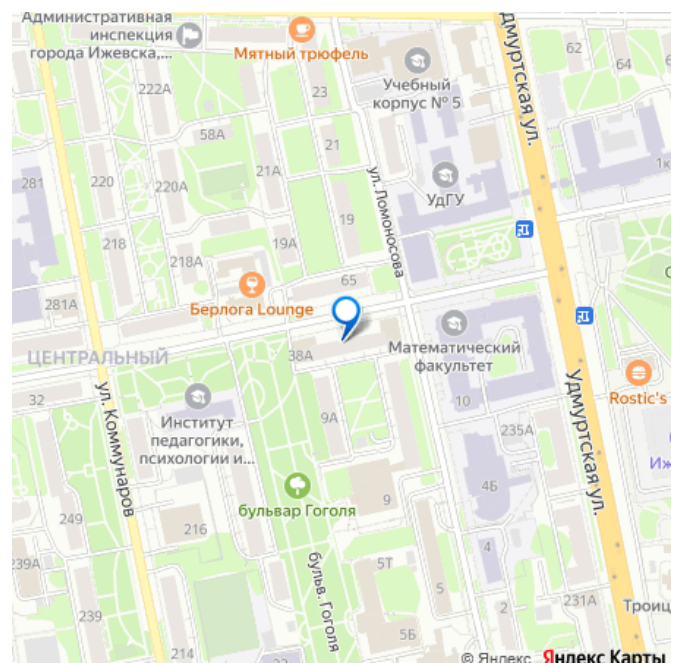 Административная
инспекция
города Ижевска,...
Мятный трюфель
Удмуртская ул.
62
64
222А
23
Учебный
корпус № 5
58А
21
21А
ул. Ломоносова
1к
281
220
220А
УдГУ
19
218
19А
218А
65
281А
Берлога Lounge
ЦЕНТРАЛЬНЫЙ
38А
Математический
факультет
32
ул. Коммунаров
Институт
педагогики,
психологии и...
9А
10
Rostic's
235А
Удмуртская ул.
Иж
249
бульвар Гоголя
9
4Б
216
239А
бульв. Гоголя
5Т
5
4
239
2
231А
Троиц
214
5Б
© Яндекс
Яндекс Карты